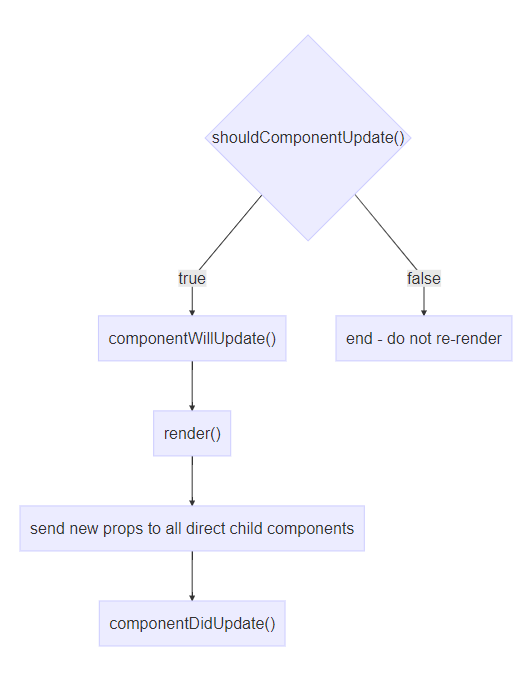 shouldComponentUpdate()
true
false
componentWillUpdate()
end - do not re-render
render()
send new props to all direct child components
componentDidUpdate()